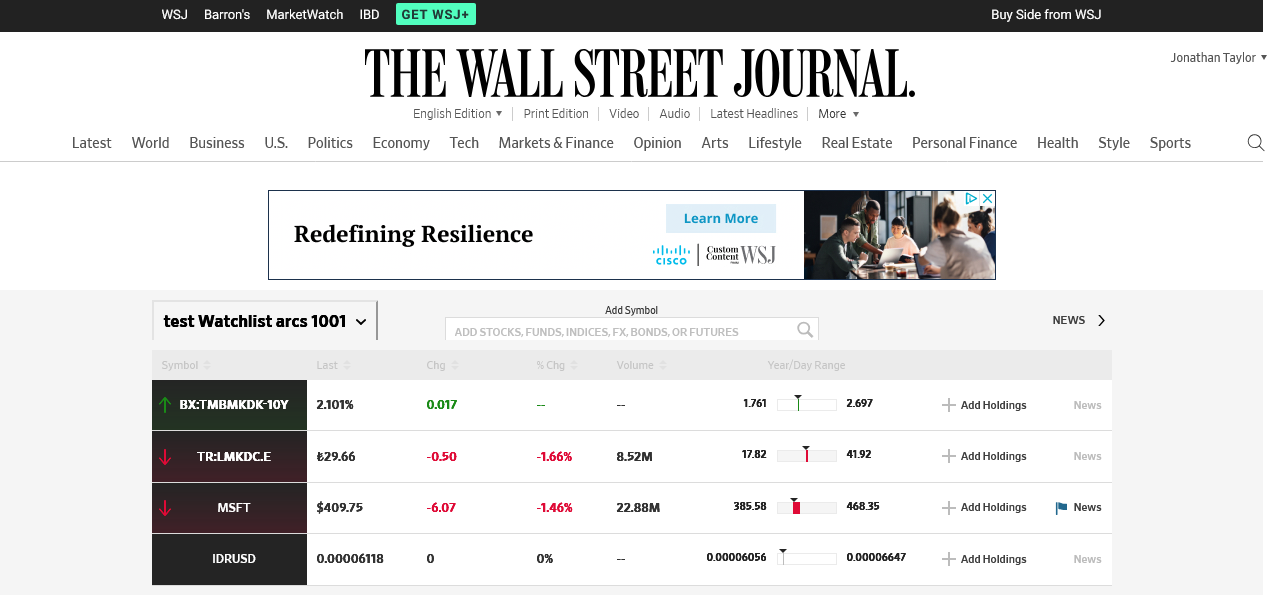 WSJ Barron's MarketWatch IBD GET WSJ+ Buy Side from WSJ
THE WALL STREET JOURNAL.
Jonathan Taylor
English Edition Print Edition Video Audio Latest Headlines More
Latest World Business U.S. Politics Economy Tech Markets & Finance Opinion Arts Lifestyle Real Estate Personal Finance Health Style Sports
Redefining Resilience
Learn More
CISCO Custom Content WSJ
test Watchlist arcs 1001
Add Symbol
ADD STOCKS, FUNDS, INDICES, FX, BONDS, OR FUTURES
NEWS
Symbol Last Chg % Chg Volume Year/Day Range
BX:TMBMKDK-10Y 2.101% 0.017 -- -- 1.761 2.697 Add Holdings News
TR:LMKDC.E ₺29.66 -0.50 -1.66% 8.52M 17.82 41.92 Add Holdings News
MSFT $409.75 -6.07 -1.46% 22.88M 385.58 468.35 Add Holdings News
IDRUSD 0.00006118 0 0% -- 0.00006056 0.00006647 Add Holdings News